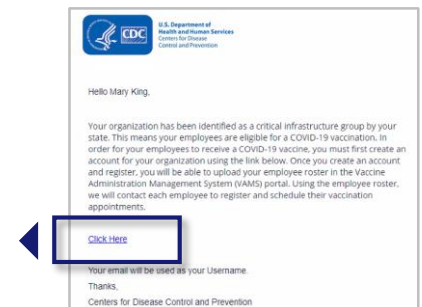 CDC
U.S. Department of
Health and Human Services
Centers for Disease
Control and Prevention
Hello Mary King,
Your organization has been identified as a critical infrastructure group by your
state. This means your employees are eligible for a COVID-19 vaccination. In
order for your employees to receive a COVID-19 vaccine, you must first create an
account for your organization using the link below. Once you create an account
and register, you will be able to upload your employee roster in the Vaccine
Administration Management System (VAMS) portal. Using the employee roster,
we will contact each employee to register and schedule their vaccination
appointments.
Click Here
Your email will be used as your Username.
Thanks,
Centers for Disease Control and Prevention